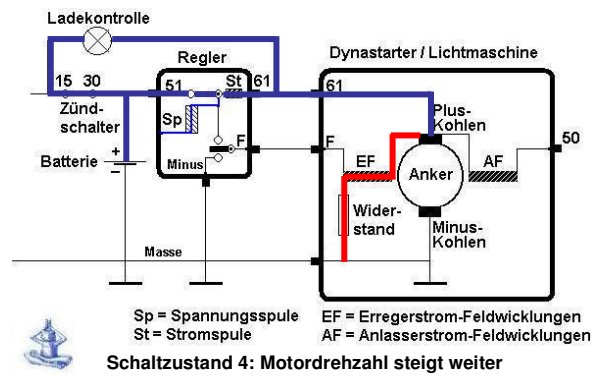 Ladekontrolle
Regler
Dynastarter / Lichtmaschine
15 30
51 St 61
61
Zünd-
schalter
Sp
Plus-
Kohlen
50
F
F
EF
AF
Batterie
+
-
Minus
Anker
Wider-
stand
Minus-
Kohlen
Masse
Sp = Spannungsspule
St = Stromspule
EF = Erregerstrom-Feldwicklungen
AF = Anlasserstrom-Feldwicklungen
Schaltzustand 4: Motordrehzahl steigt weiter